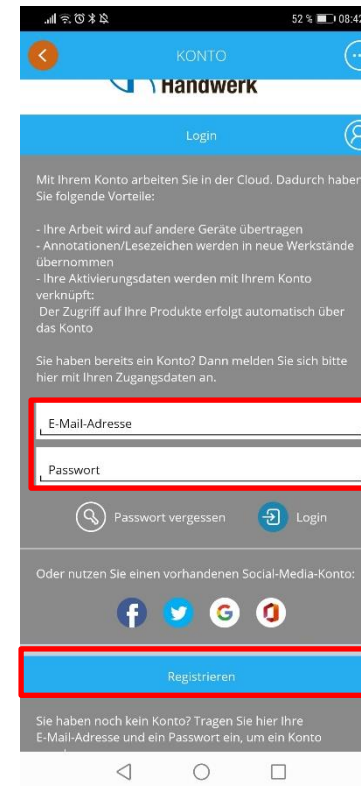 52 % 08:42
KONTO
Handwerk
Login
Mit Ihrem Konto arbeiten Sie in der Cloud. Dadurch haben
Sie folgende Vorteile:
- Ihre Arbeit wird auf andere Geräte übertragen
- Annotationen/Lesezeichen werden in neue Werkstände
übernommen
- Ihre Aktivierungsdaten werden mit Ihrem Konto
verknüpft:
Der Zugriff auf Ihre Produkte erfolgt automatisch über
das Konto
Sie haben bereits ein Konto? Dann melden Sie sich bitte
hier mit Ihren Zugangsdaten an.
E-Mail-Adresse
Passwort
Passwort vergessen Login
Oder nutzen Sie einen vorhandenen Social-Media-Konto:
Registrieren
Sie haben noch kein Konto? Tragen Sie hier Ihre
E-Mail-Adresse und ein Passwort ein, um ein Konto